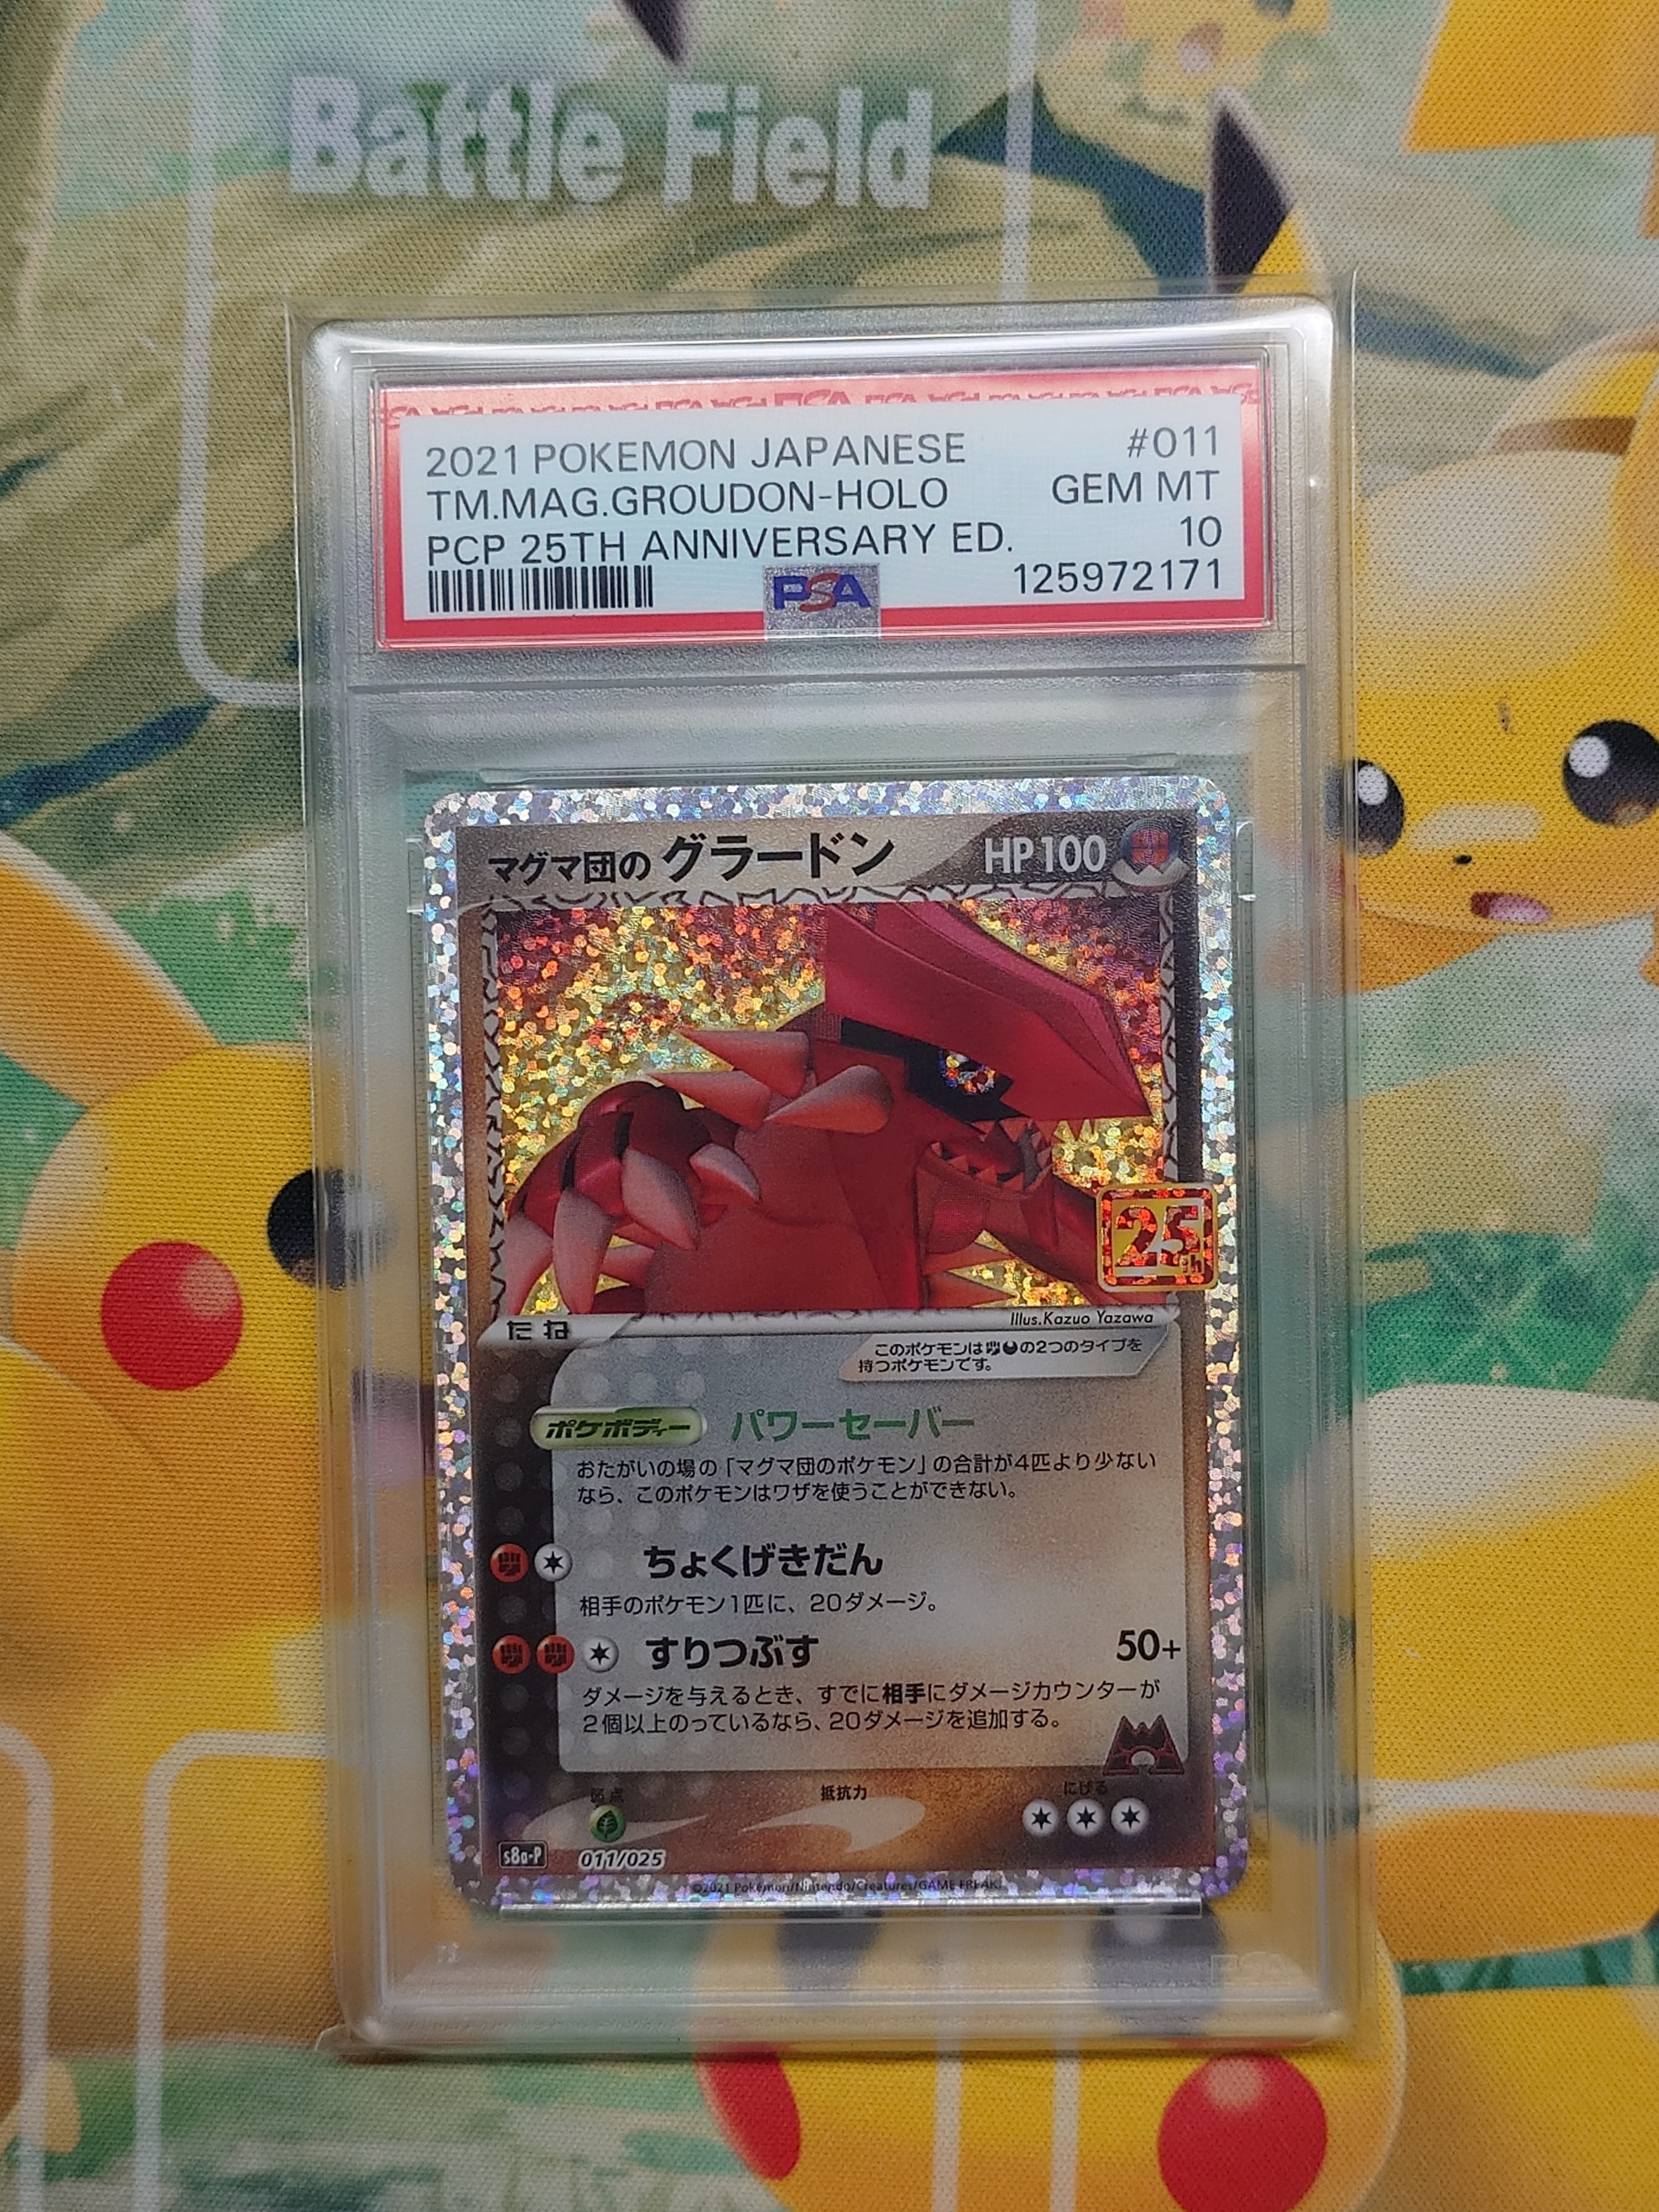 Battle Field
2021 POKEMON JAPANESE #011
TM.MAG.GROUDON-HOLO GEM MT
PCP 25TH ANNIVERSARY ED. 10
PSA 125972171
マグマ団の グラードン HP100
25th
たね Illus.Kazuo Yazawa
このポケモンはの2つのタイプを
持つポケモンです。
ポケボディー パワーセーバー
おたがいの場の「マグマ団のポケモン」の合計が4匹より少ない
なら、このポケモンはワザを使うことができない。
ちょくげきだん
相手のポケモン1匹に、20ダメージ。
すりつぶす 50+
ダメージを与えるとき、すでに相手にダメージカウンターが
2個以上のっているなら、20ダメージを追加する。
弱点 抵抗力 にげる
s8a-P 011/025
©2021 Pokémon/Nintendo/Creatures/GAME FREAK.